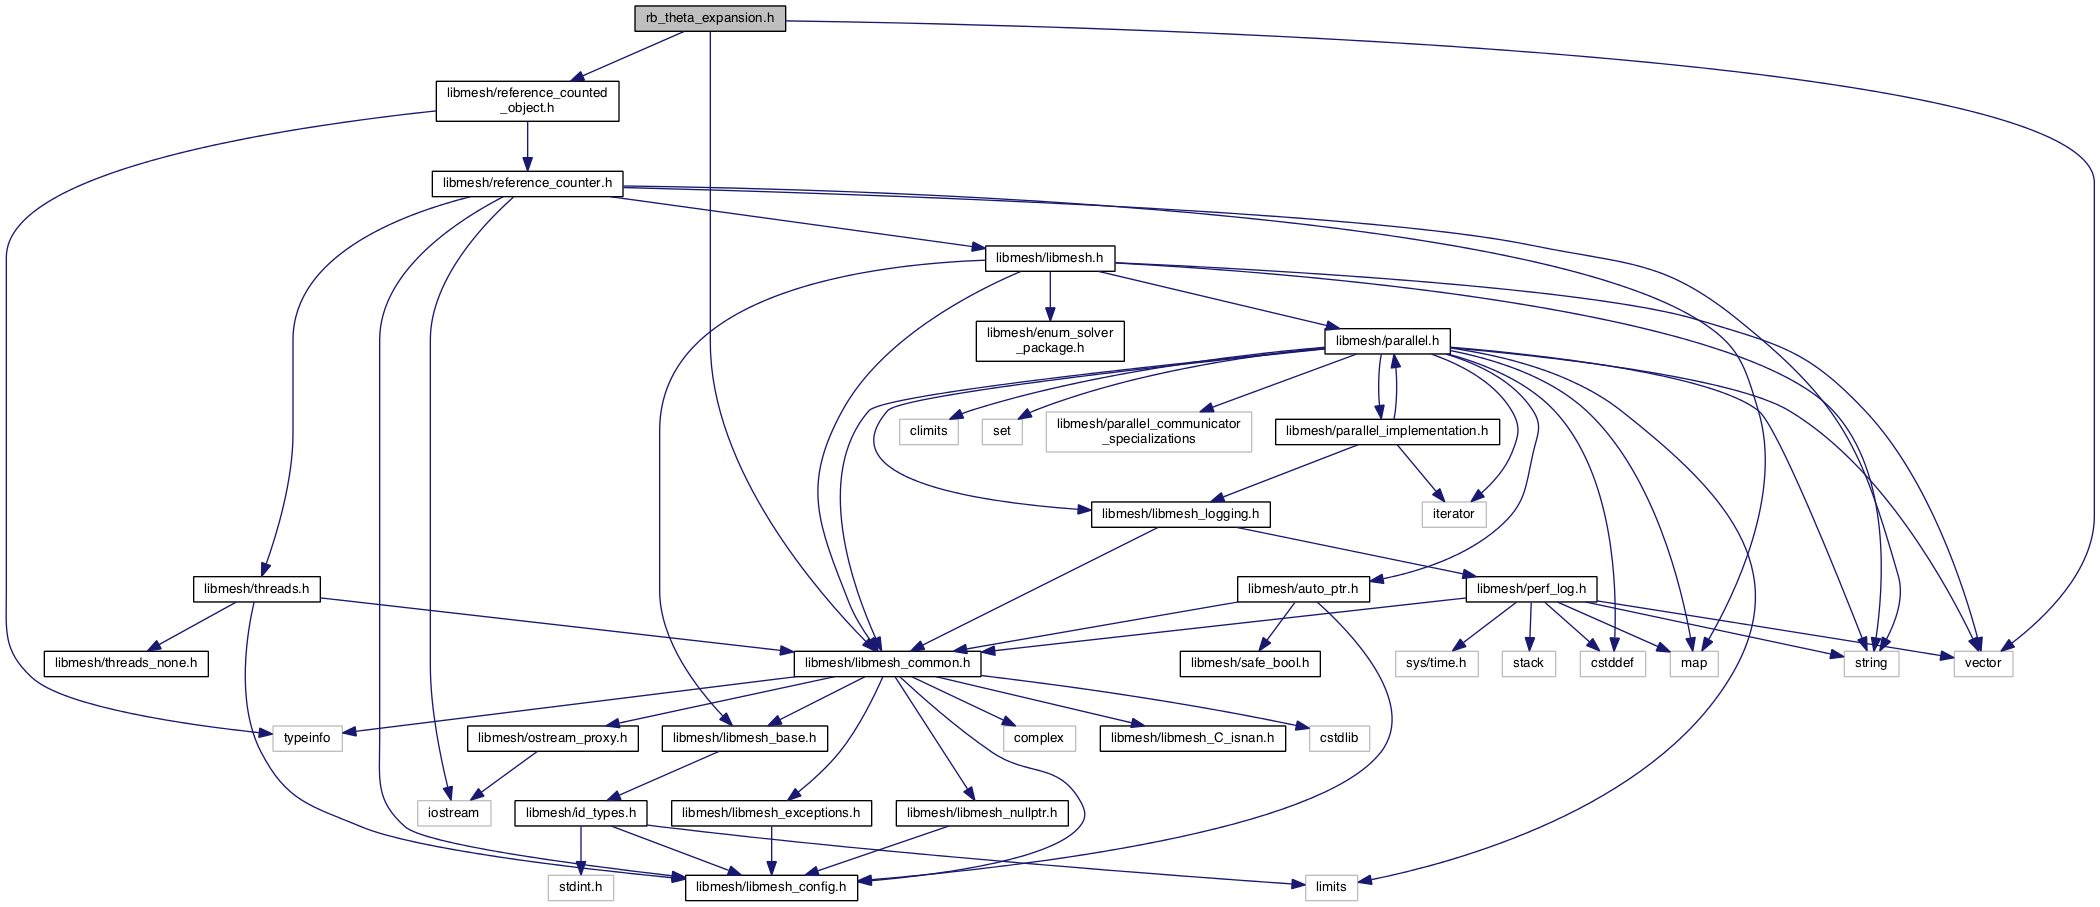 rb_theta_expansion.h
libmesh/reference_counted
_object.h
libmesh/reference_counter.h
libmesh/libmesh.h
libmesh/enum_solver
_package.h
libmesh/parallel.h
climits
set
libmesh/parallel_communicator
_specializations
libmesh/parallel_implementation.h
libmesh/libmesh_logging.h
iterator
libmesh/threads.h
libmesh/auto_ptr.h
libmesh/perf_log.h
libmesh/threads_none.h
libmesh/libmesh_common.h
libmesh/safe_bool.h
sys/time.h
stack
cstddef
map
string
vector
typeinfo
libmesh/ostream_proxy.h
libmesh/libmesh_base.h
complex
libmesh/libmesh_C_isnan.h
cstdlib
iostream
libmesh/id_types.h
libmesh/libmesh_exceptions.h
libmesh/libmesh_nullptr.h
stdint.h
libmesh/libmesh_config.h
limits